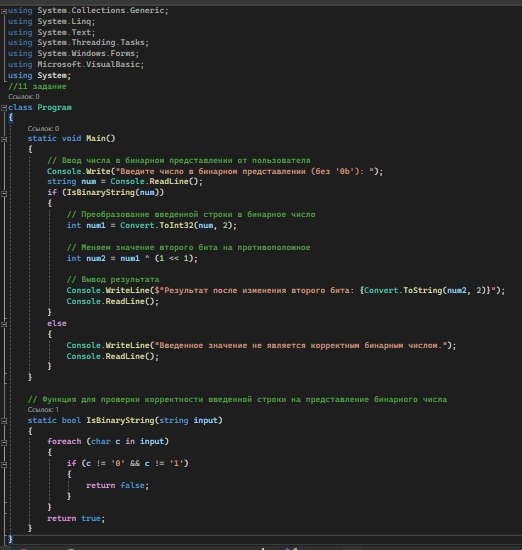 using System.Collections.Generic;
using System.Linq;
using System.Text;
using System.Threading.Tasks;
using System.Windows.Forms;
using Microsoft.VisualBasic;
using System;
//11 задание
Ссылок: 0
class Program
{
Ссылок: 0
static void Main()
{
// Ввод числа в бинарном представлении от пользователя
Console.Write("Введите число в бинарном представлении (без '0b'): ");
string num = Console.ReadLine();
if (IsBinaryString(num))
{
// Преобразование введенной строки в бинарное число
int num1 = Convert.ToInt32(num, 2);
// Меняем значение второго бита на противоположное
int num2 = num1 ^ (1 << 1);
// Вывод результата
Console.WriteLine($"Результат после изменения второго бита: {Convert.ToString(num2, 2)}");
Console.ReadLine();
}
else
{
Console.WriteLine("Введенное значение не является корректным бинарным числом.");
Console.ReadLine();
}
}
// Функция для проверки корректности введенной строки на представление бинарного числа
Ссылок: 1
static bool IsBinaryString(string input)
{
foreach (char c in input)
{
if (c != '0' && c != '1')
{
return false;
}
}
return true;
}
}